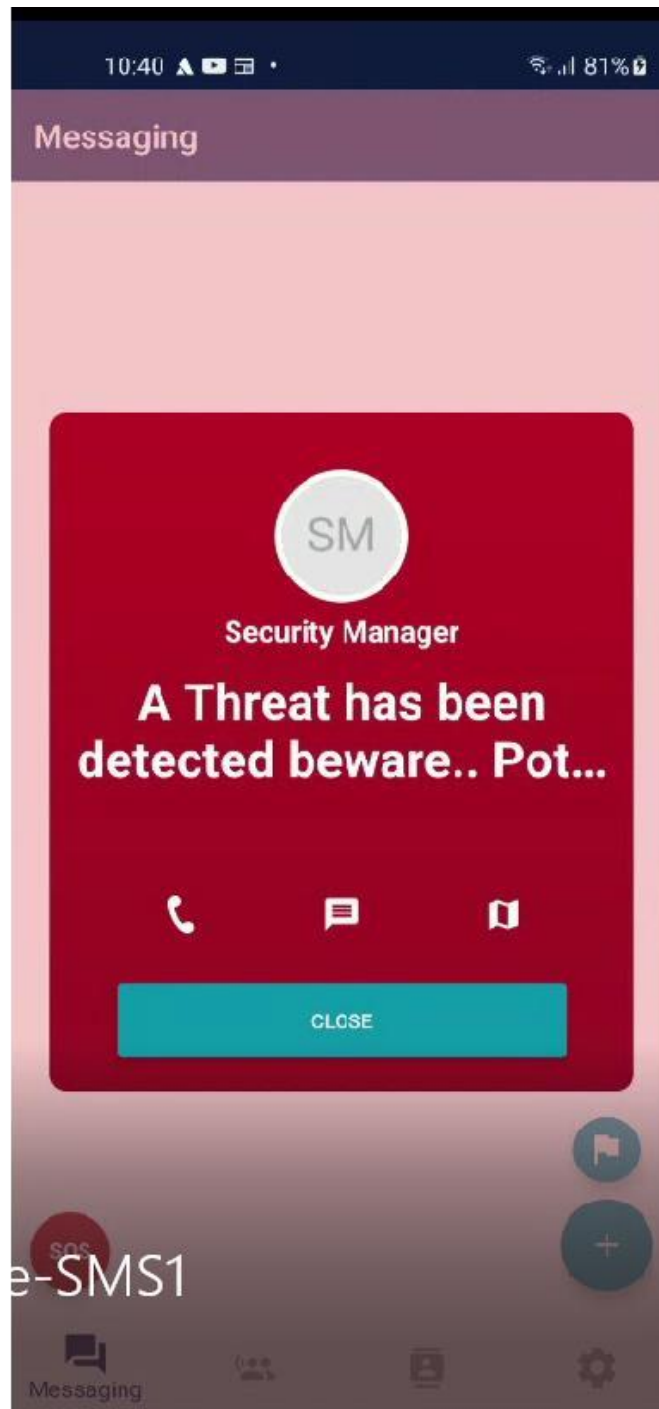 10:40
81%
Messaging
SM
Security Manager
A Threat has been
detected beware.. Pot...
CLOSE
SOS
e-SMS1
Messaging